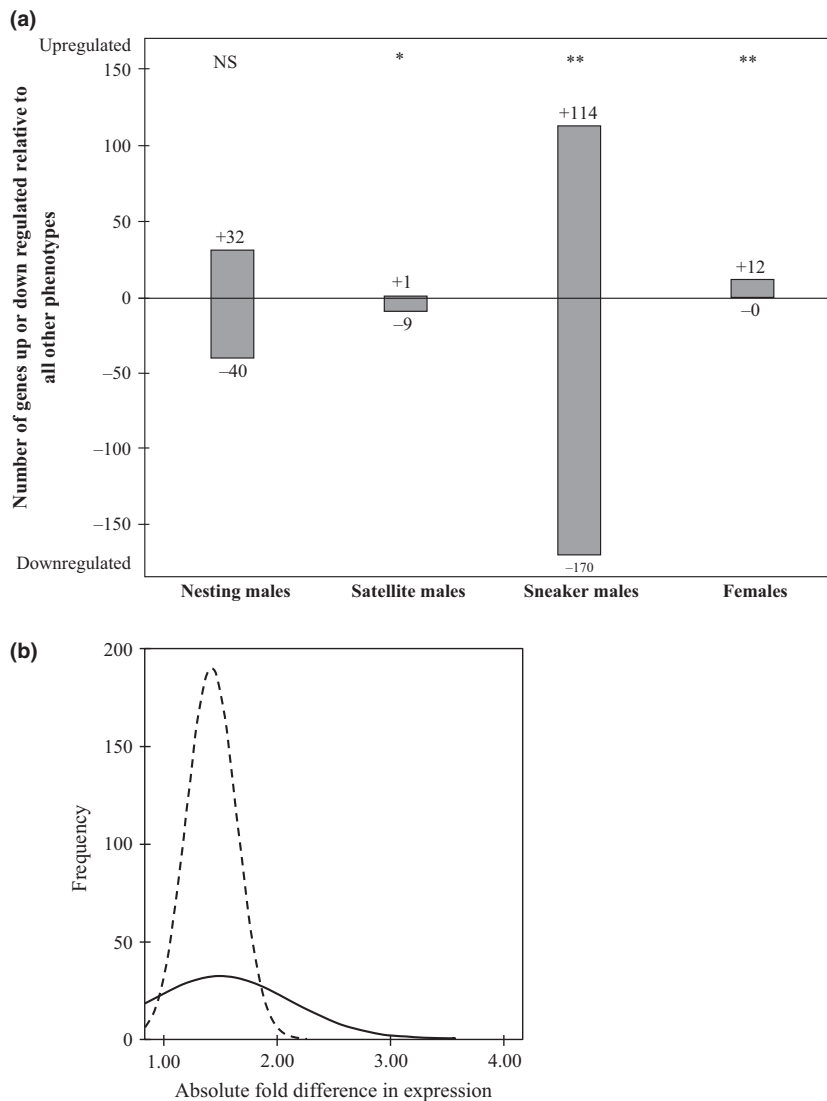 (a)
Upregulated
NS * ** **
150
100
50
0
−50
−100
−150
Downregulated
Number of genes up or down regulated relative to
all other phenotypes
+32
−40
+1
−9
+114
−170
+12
−0
Nesting males Satellite males Sneaker males Females
(b)
200
150
100
50
0
Frequency
1.00 2.00 3.00 4.00
Absolute fold difference in expression